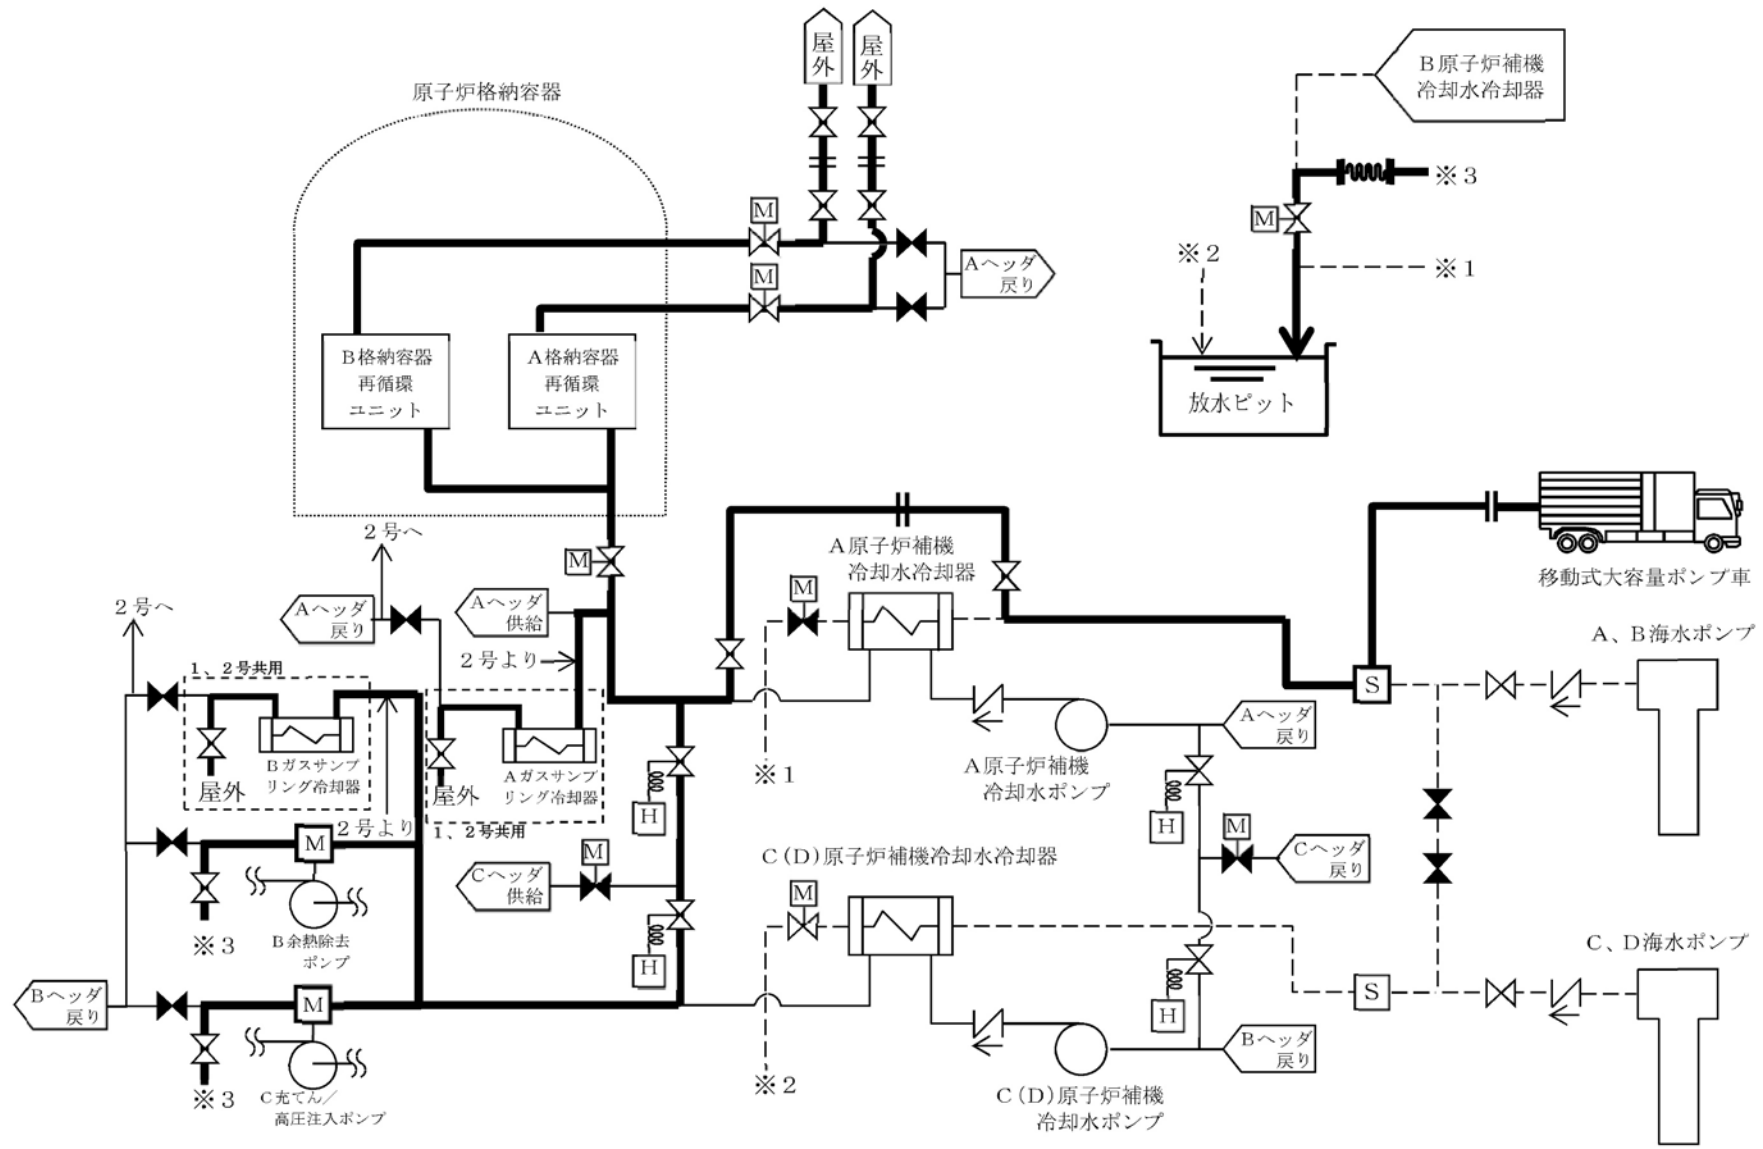 屋外
屋外
原子炉格納容器
B原子炉補機
冷却水冷却器
※3
M
M
M
※2
※1
Aヘッダ
戻り
B格納容器
再循環
ユニット
A格納容器
再循環
ユニット
放水ピット
移動式大容量ポンプ車
2号へ
M
A原子炉補機
冷却水冷却器
M
2号へ
Aヘッダ
戻り
Aヘッダ
供給
2号より
A、B海水ポンプ
S
1、2号共用
Bガスサンプ
リング冷却器
屋外
Aガスサンプ
リング冷却器
屋外
1、2号共用
2号より
※1
Aヘッダ
戻り
A原子炉補機
冷却水ポンプ
H
H
M
Cヘッダ
戻り
M
M
Cヘッダ
供給
C(D)原子炉補機冷却水冷却器
M
※3
B余熱除去
ポンプ
H
H
C、D海水ポンプ
S
Bヘッダ
戻り
M
※3
C充てん/
高圧注入ポンプ
※2
Bヘッダ
戻り
C(D)原子炉補機
冷却水ポンプ